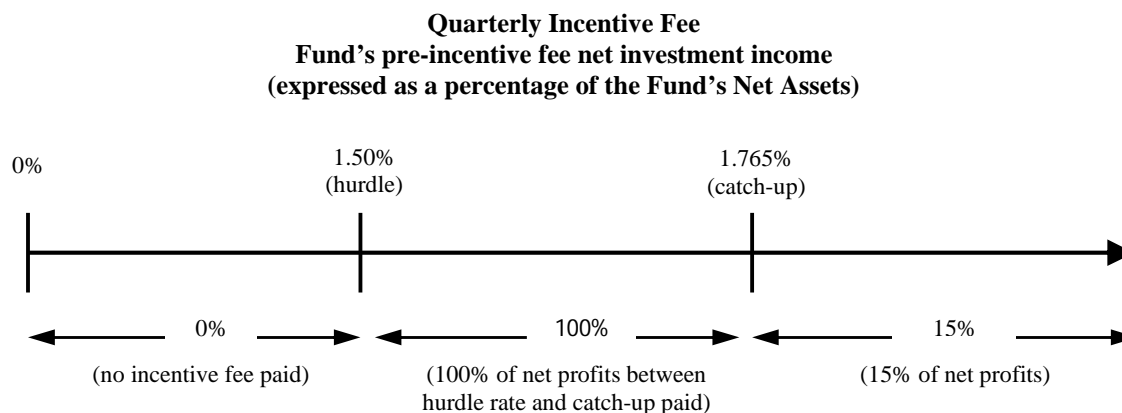 Quarterly Incentive Fee
Fund’s pre-incentive fee net investment income
(expressed as a percentage of the Fund’s Net Assets)
0%
1.50%
(hurdle)
1.765%
(catch-up)
0%
100%
15%
(no incentive fee paid)
(100% of net profits between
hurdle rate and catch-up paid)
(15% of net profits)